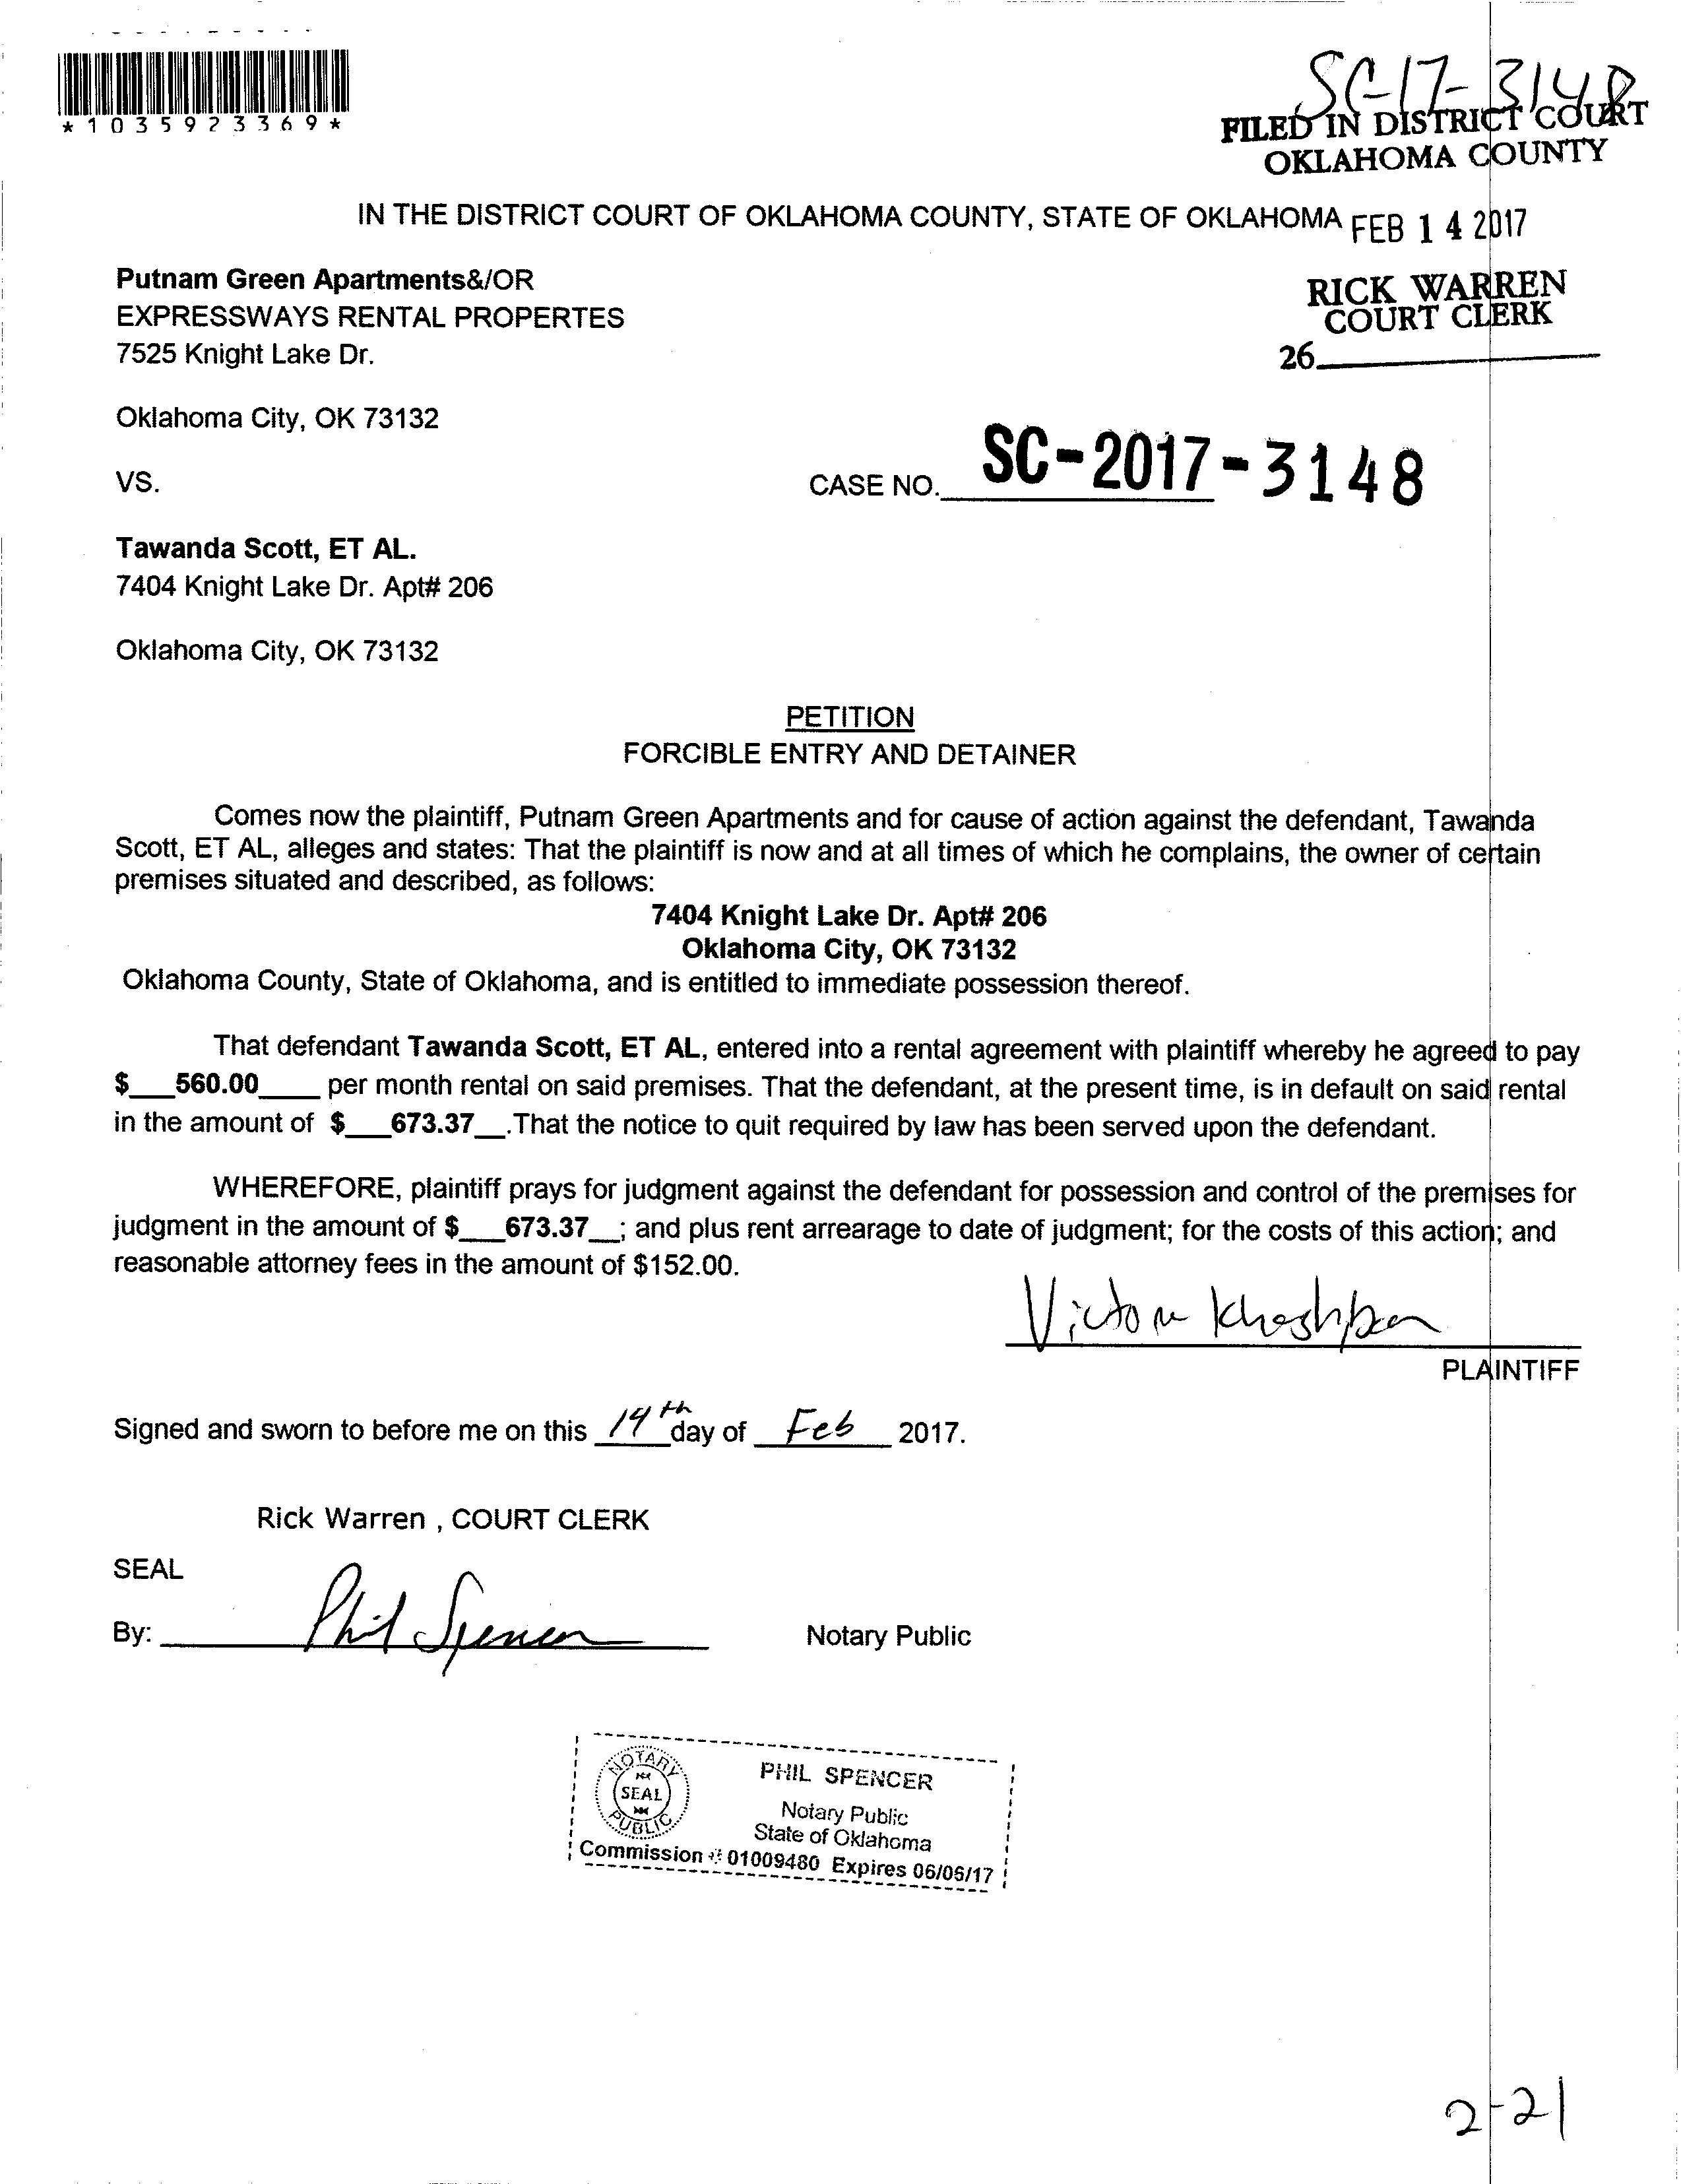 *1035923369*
SC-17-3148
FILED IN DISTRICT COURT
OKLAHOMA COUNTY
IN THE DISTRICT COURT OF OKLAHOMA COUNTY, STATE OF OKLAHOMA
FEB 14 2017
Putnam Green Apartments&/OR
EXPRESSWAYS RENTAL PROPERTES
7525 Knight Lake Dr.
RICK WARREN
COURT CLERK
26
Oklahoma City, OK 73132
VS.
CASE NO. SC-2017-3148
Tawanda Scott, ET AL.
7404 Knight Lake Dr. Apt# 206
Oklahoma City, OK 73132
PETITION
FORCIBLE ENTRY AND DETAINER
Comes now the plaintiff, Putnam Green Apartments and for cause of action against the defendant, Tawanda
Scott, ET AL, alleges and states: That the plaintiff is now and at all times of which he complains, the owner of certain
premises situated and described, as follows:
7404 Knight Lake Dr. Apt# 206
Oklahoma City, OK 73132
Oklahoma County, State of Oklahoma, and is entitled to immediate possession thereof.
That defendant Tawanda Scott, ET AL, entered into a rental agreement with plaintiff whereby he agreed to pay
$___560.00____ per month rental on said premises. That the defendant, at the present time, is in default on said rental
in the amount of $___673.37__.That the notice to quit required by law has been served upon the defendant.
WHEREFORE, plaintiff prays for judgment against the defendant for possession and control of the premises for
judgment in the amount of $___673.37__; and plus rent arrearage to date of judgment; for the costs of this action; and
reasonable attorney fees in the amount of $152.00.
PLAINTIFF
Signed and sworn to before me on this 14th day of Feb 2017.
Rick Warren , COURT CLERK
SEAL
By: Phil Spencer Notary Public
NOTARY PUBLIC SEAL
PHIL SPENCER
Notary Public
State of Oklahoma
Commission # 01009480 Expires 06/06/17
2-21